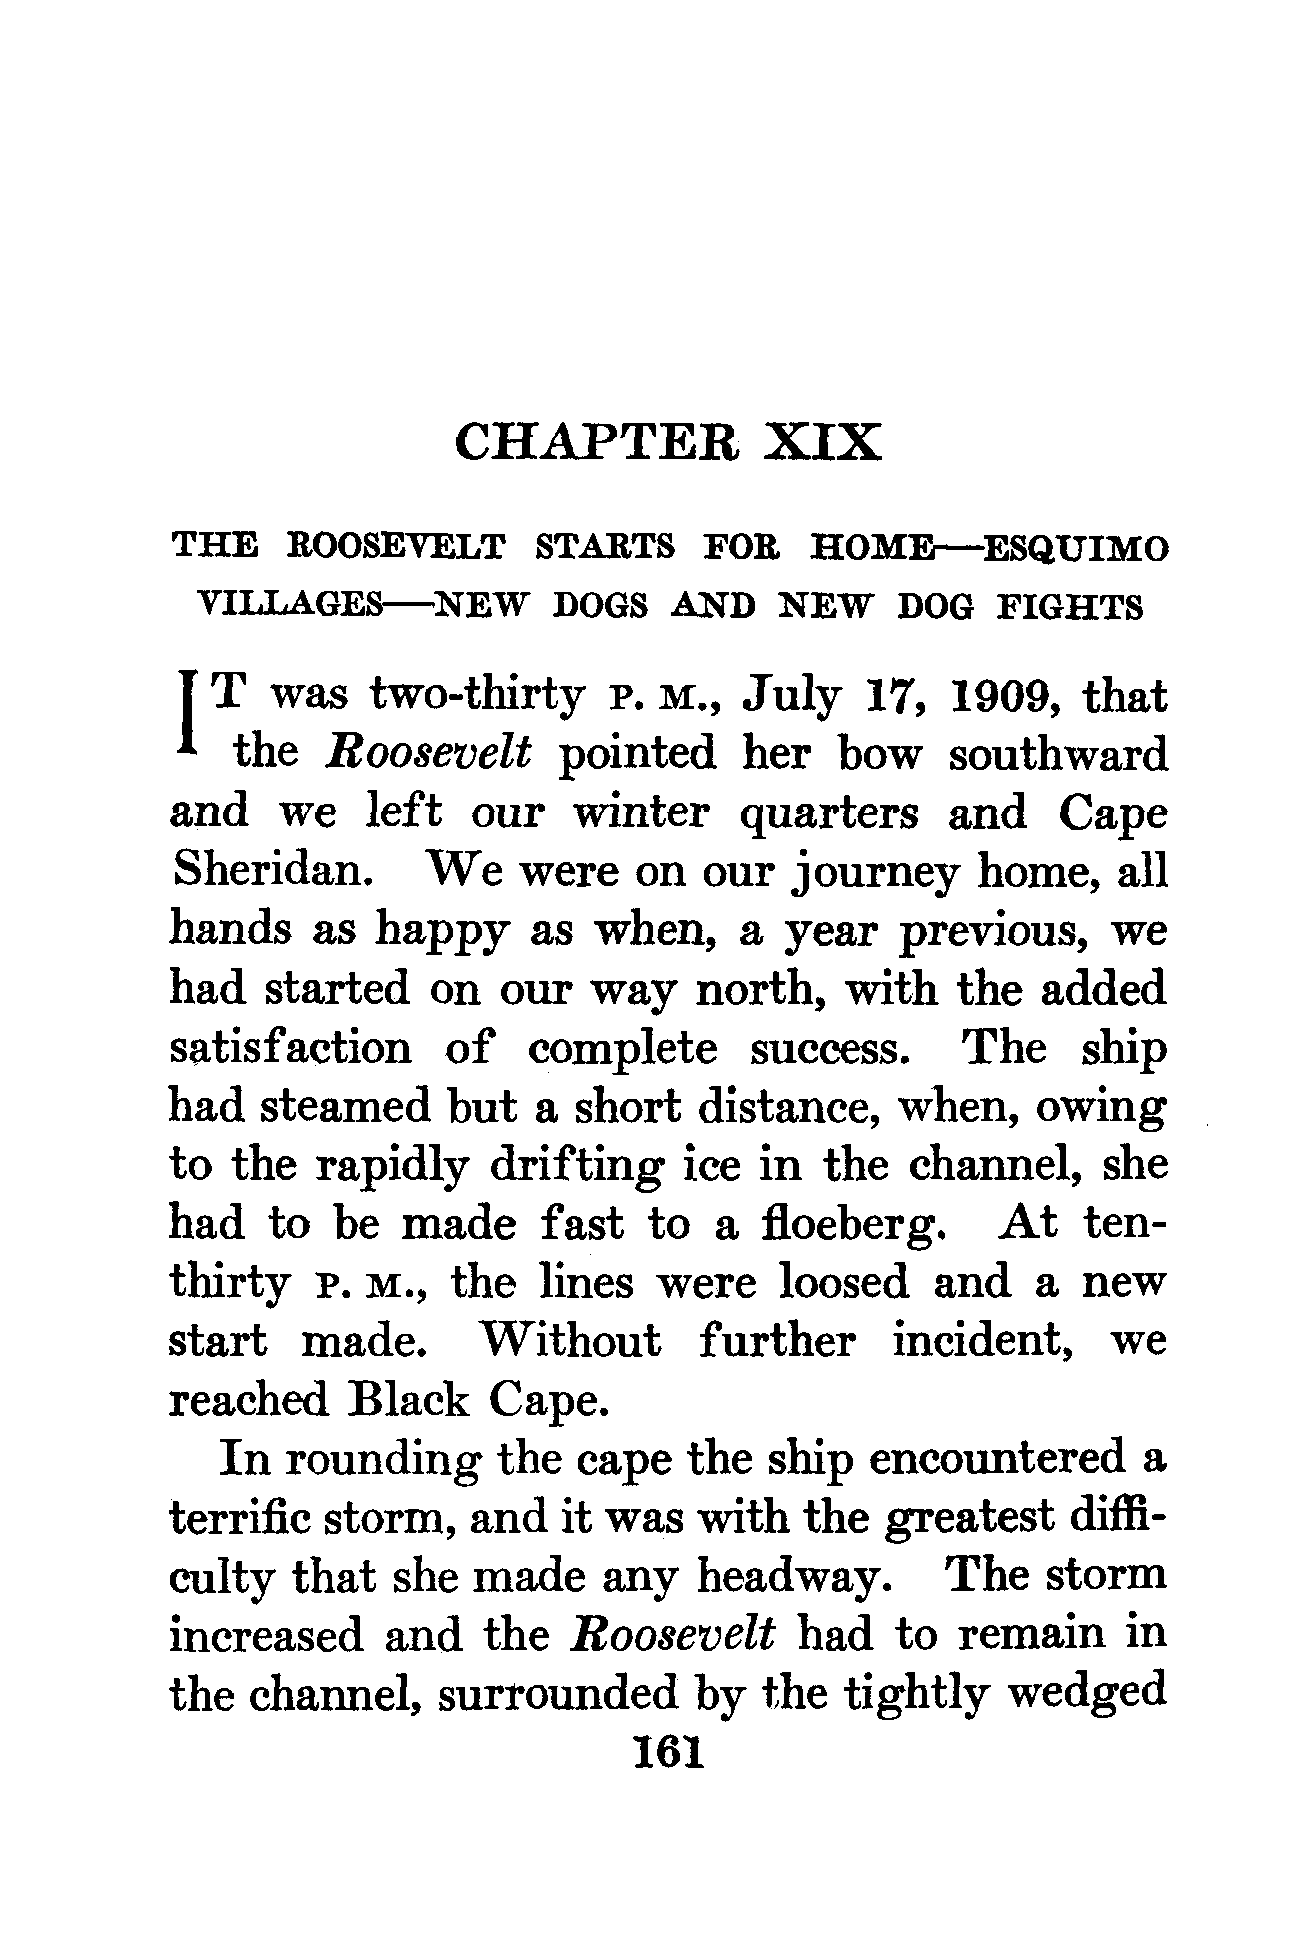 CHAPTER XIX
THE ROOSEVELT STARTS FOR HOME—ESQUIMO
VILLAGES—NEW DOGS AND NEW DOG FIGHTS
IT was two-thirty P. M., July 17, 1909, that
the Roosevelt pointed her bow southward
and we left our winter quarters and Cape
Sheridan. We were on our journey home, all
hands as happy as when, a year previous, we
had started on our way north, with the added
satisfaction of complete success. The ship
had steamed but a short distance, when, owing
to the rapidly drifting ice in the channel, she
had to be made fast to a floeberg. At ten-
thirty P. M., the lines were loosed and a new
start made. Without further incident, we
reached Black Cape.
In rounding the cape the ship encountered a
terrific storm, and it was with the greatest diffi-
culty that she made any headway. The storm
increased and the Roosevelt had to remain in
the channel, surrounded by the tightly wedged
161